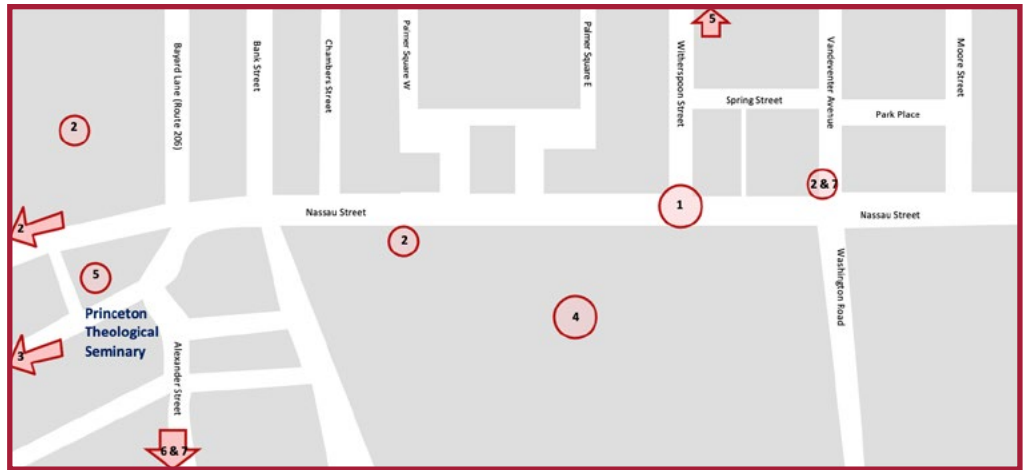 5
Bayard Lane (Route 206)
Bank Street
Chambers Street
Palmer Square W
Palmer Square E
Witherspoon Street
Vandeventer Avenue
Moore Street
Spring Street
Park Place
2
2 & 7
1
Nassau Street
Nassau Street
2
2
5
4
Washington Road
Princeton
Theological
Seminary
3
Alexander Street
6 & 7